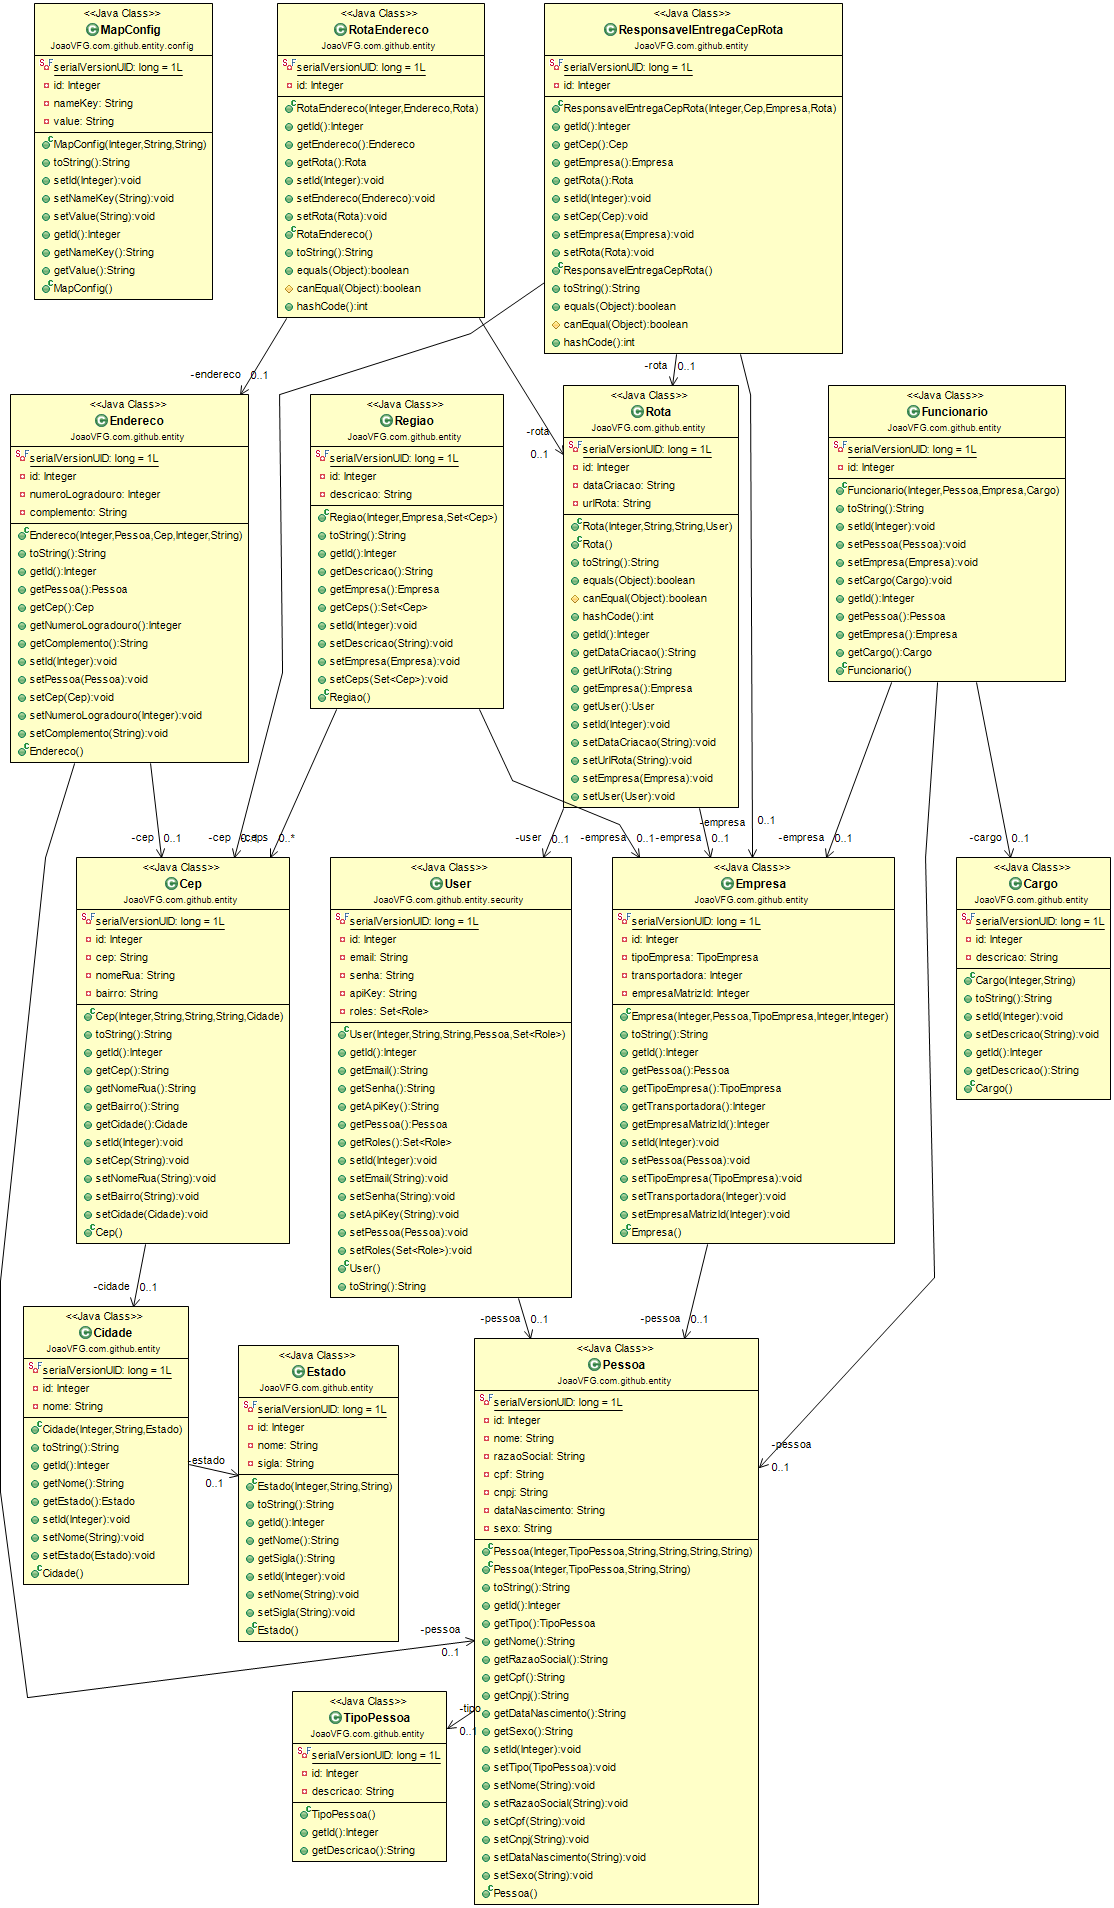 <<Java Class>>
MapConfig
JoaoVFG.com.github.entity.config
serialVersionUID: long = 1L
id: Integer
nameKey: String
value: String
MapConfig(Integer,String,String)
toString():String
setId(Integer):void
setNameKey(String):void
setValue(String):void
getId():Integer
getNameKey():String
getValue():String
MapConfig()
<<Java Class>>
RotaEndereco
JoaoVFG.com.github.entity
serialVersionUID: long = 1L
id: Integer
RotaEndereco(Integer,Endereco,Rota)
getId():Integer
getEndereco():Endereco
getRota():Rota
setId(Integer):void
setEndereco(Endereco):void
setRota(Rota):void
RotaEndereco()
toString():String
equals(Object):boolean
canEqual(Object):boolean
hashCode():int
<<Java Class>>
ResponsavelEntregaCepRota
JoaoVFG.com.github.entity
serialVersionUID: long = 1L
id: Integer
ResponsavelEntregaCepRota(Integer,Cep,Empresa,Rota)
getId():Integer
getCep():Cep
getEmpresa():Empresa
getRota():Rota
setId(Integer):void
setCep(Cep):void
setEmpresa(Empresa):void
setRota(Rota):void
ResponsavelEntregaCepRota()
toString():String
equals(Object):boolean
canEqual(Object):boolean
hashCode():int
-endereco 0..1
-rota 0..1
-rota
0..1
<<Java Class>>
Endereco
JoaoVFG.com.github.entity
serialVersionUID: long = 1L
id: Integer
numeroLogradouro: Integer
complemento: String
Endereco(Integer,Pessoa,Cep,Integer,String)
toString():String
getId():Integer
getPessoa():Pessoa
getCep():Cep
getNumeroLogradouro():Integer
getComplemento():String
setId(Integer):void
setPessoa(Pessoa):void
setCep(Cep):void
setNumeroLogradouro(Integer):void
setComplemento(String):void
Endereco()
<<Java Class>>
Regiao
JoaoVFG.com.github.entity
serialVersionUID: long = 1L
id: Integer
descricao: String
Regiao(Integer,Empresa,Set<Cep>)
toString():String
getId():Integer
getDescricao():String
getEmpresa():Empresa
getCeps():Set<Cep>
setId(Integer):void
setDescricao(String):void
setEmpresa(Empresa):void
setCeps(Set<Cep>):void
Regiao()
<<Java Class>>
Rota
JoaoVFG.com.github.entity
serialVersionUID: long = 1L
id: Integer
dataCriacao: String
urlRota: String
Rota(Integer,String,String,User)
Rota()
toString():String
equals(Object):boolean
canEqual(Object):boolean
hashCode():int
getId():Integer
getDataCriacao():String
getUrlRota():String
getEmpresa():Empresa
getUser():User
setId(Integer):void
setDataCriacao(String):void
setUrlRota(String):void
setEmpresa(Empresa):void
setUser(User):void
<<Java Class>>
Funcionario
JoaoVFG.com.github.entity
serialVersionUID: long = 1L
id: Integer
Funcionario(Integer,Pessoa,Empresa,Cargo)
toString():String
setId(Integer):void
setPessoa(Pessoa):void
setEmpresa(Empresa):void
setCargo(Cargo):void
getId():Integer
getPessoa():Pessoa
getEmpresa():Empresa
getCargo():Cargo
Funcionario()
-empresa 0..1
-cep 0..1
-cep
-ceps 0..*
-user 0..1
-empresa 0..1
-empresa 0..1
-empresa 0..1
-cargo 0..1
<<Java Class>>
Cep
JoaoVFG.com.github.entity
serialVersionUID: long = 1L
id: Integer
cep: String
nomeRua: String
bairro: String
Cep(Integer,String,String,String,Cidade)
toString():String
getId():Integer
getCep():String
getNomeRua():String
getBairro():String
getCidade():Cidade
setId(Integer):void
setCep(String):void
setNomeRua(String):void
setBairro(String):void
setCidade(Cidade):void
Cep()
<<Java Class>>
User
JoaoVFG.com.github.entity.security
serialVersionUID: long = 1L
id: Integer
email: String
senha: String
apiKey: String
roles: Set<Role>
User(Integer,String,String,Pessoa,Set<Role>)
getId():Integer
getEmail():String
getSenha():String
getApiKey():String
getPessoa():Pessoa
getRoles():Set<Role>
setId(Integer):void
setEmail(String):void
setSenha(String):void
setApiKey(String):void
setPessoa(Pessoa):void
setRoles(Set<Role>):void
User()
toString():String
<<Java Class>>
Empresa
JoaoVFG.com.github.entity
serialVersionUID: long = 1L
id: Integer
tipoEmpresa: TipoEmpresa
transportadora: Integer
empresaMatrizId: Integer
Empresa(Integer,Pessoa,TipoEmpresa,Integer,Integer)
toString():String
getId():Integer
getPessoa():Pessoa
getTipoEmpresa():TipoEmpresa
getTransportadora():Integer
getEmpresaMatrizId():Integer
setId(Integer):void
setPessoa(Pessoa):void
setTipoEmpresa(TipoEmpresa):void
setTransportadora(Integer):void
setEmpresaMatrizId(Integer):void
Empresa()
<<Java Class>>
Cargo
JoaoVFG.com.github.entity
serialVersionUID: long = 1L
id: Integer
descricao: String
Cargo(Integer,String)
toString():String
setId(Integer):void
setDescricao(String):void
getId():Integer
getDescricao():String
Cargo()
-cidade 0..1
-pessoa 0..1
-pessoa 0..1
<<Java Class>>
Cidade
JoaoVFG.com.github.entity
serialVersionUID: long = 1L
id: Integer
nome: String
Cidade(Integer,String,Estado)
toString():String
getId():Integer
getNome():String
getEstado():Estado
setId(Integer):void
setNome(String):void
setEstado(Estado):void
Cidade()
-estado
0..1
<<Java Class>>
Estado
JoaoVFG.com.github.entity
serialVersionUID: long = 1L
id: Integer
nome: String
sigla: String
Estado(Integer,String,String)
toString():String
getId():Integer
getNome():String
getSigla():String
setId(Integer):void
setNome(String):void
setSigla(String):void
Estado()
<<Java Class>>
Pessoa
JoaoVFG.com.github.entity
serialVersionUID: long = 1L
id: Integer
nome: String
razaoSocial: String
cpf: String
cnpj: String
dataNascimento: String
sexo: String
Pessoa(Integer,TipoPessoa,String,String,String,String)
Pessoa(Integer,TipoPessoa,String,String)
toString():String
getId():Integer
getTipo():TipoPessoa
getNome():String
getRazaoSocial():String
getCpf():String
getCnpj():String
getDataNascimento():String
getSexo():String
setId(Integer):void
setTipo(TipoPessoa):void
setNome(String):void
setRazaoSocial(String):void
setCpf(String):void
setCnpj(String):void
setDataNascimento(String):void
setSexo(String):void
Pessoa()
-pessoa
0..1
-pessoa
0..1
-tipo
0..1
<<Java Class>>
TipoPessoa
JoaoVFG.com.github.entity
serialVersionUID: long = 1L
id: Integer
descricao: String
TipoPessoa()
getId():Integer
getDescricao():String